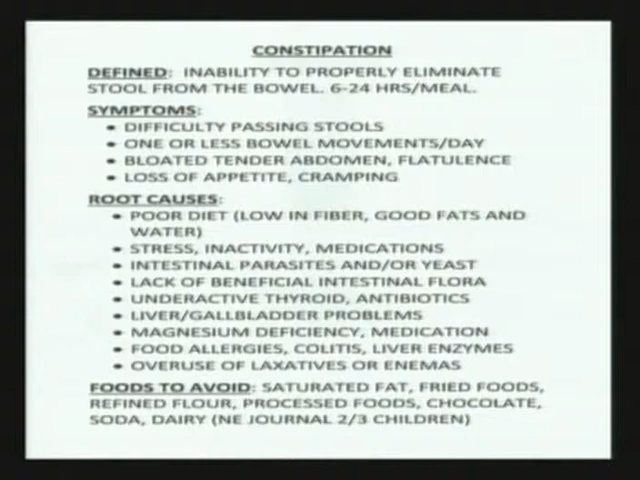 CONSTIPATION
DEFINED: INABILITY TO PROPERLY ELIMINATE
STOOL FROM THE BOWEL. 6-24 HRS/MEAL.
SYMPTOMS:
• DIFFICULTY PASSING STOOLS
• ONE OR LESS BOWEL MOVEMENTS/DAY
• BLOATED TENDER ABDOMEN, FLATULENCE
• LOSS OF APPETITE, CRAMPING
ROOT CAUSES:
• POOR DIET (LOW IN FIBER, GOOD FATS AND
WATER)
• STRESS, INACTIVITY, MEDICATIONS
• INTESTINAL PARASITES AND/OR YEAST
• LACK OF BENEFICIAL INTESTINAL FLORA
• UNDERACTIVE THYROID, ANTIBIOTICS
• LIVER/GALLBLADDER PROBLEMS
• MAGNESIUM DEFICIENCY, MEDICATION
• FOOD ALLERGIES, COLITIS, LIVER ENZYMES
• OVERUSE OF LAXATIVES OR ENEMAS
FOODS TO AVOID: SATURATED FAT, FRIED FOODS,
REFINED FLOUR, PROCESSED FOODS, CHOCOLATE,
SODA, DAIRY (NE JOURNAL 2/3 CHILDREN)